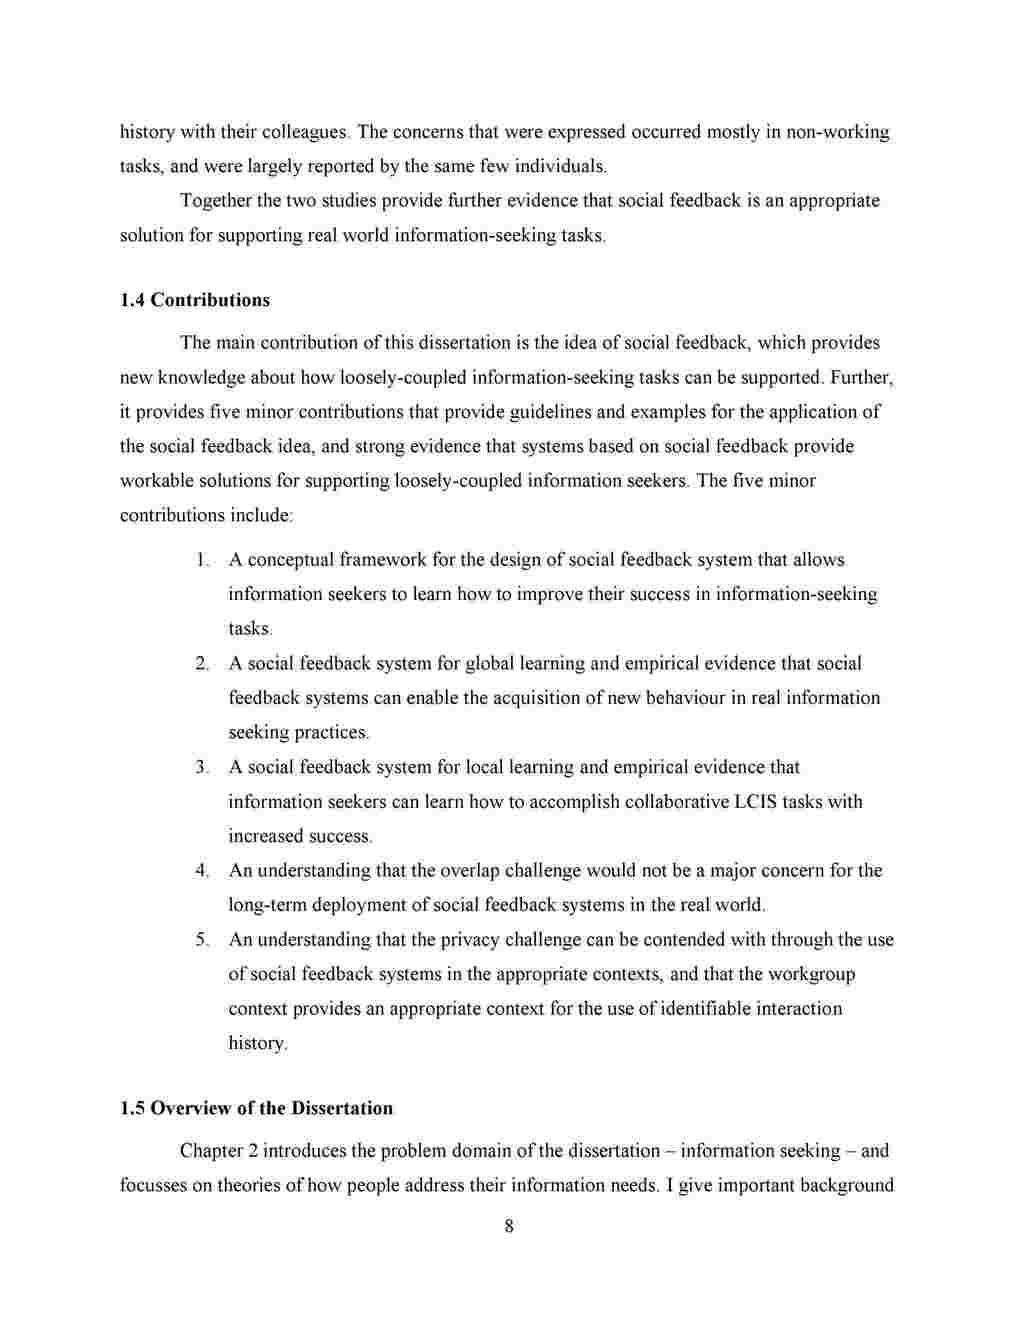 history with their colleagues. The concerns that were expressed occurred mostly in non-working
tasks, and were largely reported by the same few individuals.
Together the two studies provide further evidence that social feedback is an appropriate
solution for supporting real world information-seeking tasks.
1.4 Contributions
The main contribution of this dissertation is the idea of social feedback, which provides
new knowledge about how loosely-coupled information-seeking tasks can be supported. Further,
it provides five minor contributions that provide guidelines and examples for the application of
the social feedback idea, and strong evidence that systems based on social feedback provide
workable solutions for supporting loosely-coupled information seekers. The five minor
contributions include:
1. A conceptual framework for the design of social feedback system that allows
information seekers to learn how to improve their success in information-seeking
tasks.
2. A social feedback system for global learning and empirical evidence that social
feedback systems can enable the acquisition of new behaviour in real information
seeking practices.
3. A social feedback system for local learning and empirical evidence that
information seekers can learn how to accomplish collaborative LCIS tasks with
increased success.
4. An understanding that the overlap challenge would not be a major concern for the
long-term deployment of social feedback systems in the real world.
5. An understanding that the privacy challenge can be contended with through the use
of social feedback systems in the appropriate contexts, and that the workgroup
context provides an appropriate context for the use of identifiable interaction
history.
1.5 Overview of the Dissertation
Chapter 2 introduces the problem domain of the dissertation – information seeking – and
focusses on theories of how people address their information needs. I give important background
8